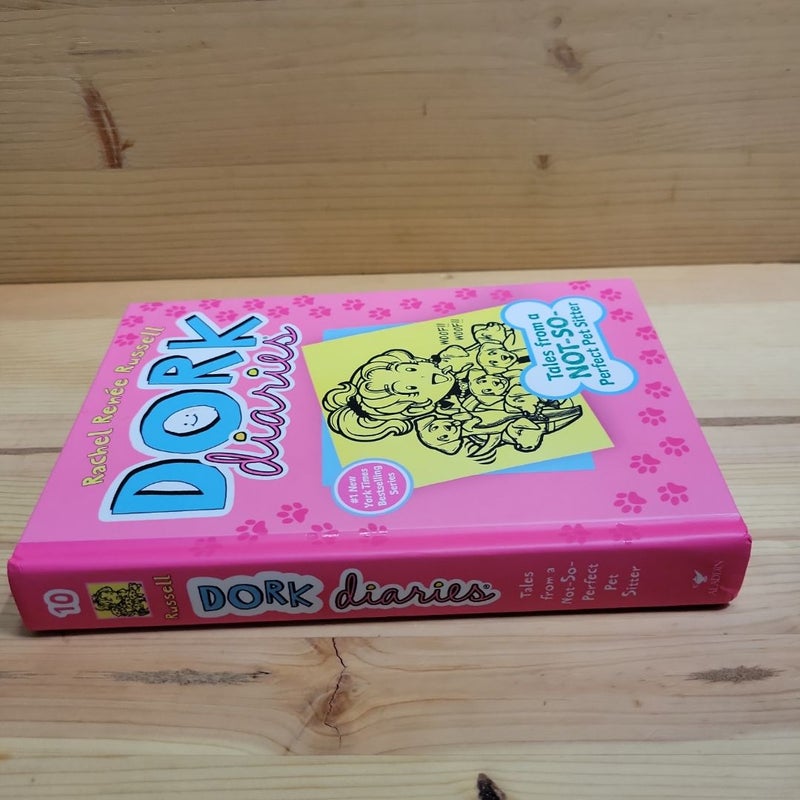 Rachel Renée Russell
DORK
diaries
WOOF!!
WOOF!!
Tales from a
NOT-SO-
Perfect Pet Sitter
#1 New
York Times
Bestselling
Series
10
Russell
DORK diaries
Tales
from a
Not-So-
Perfect
Pet
Sitter
ALADDIN